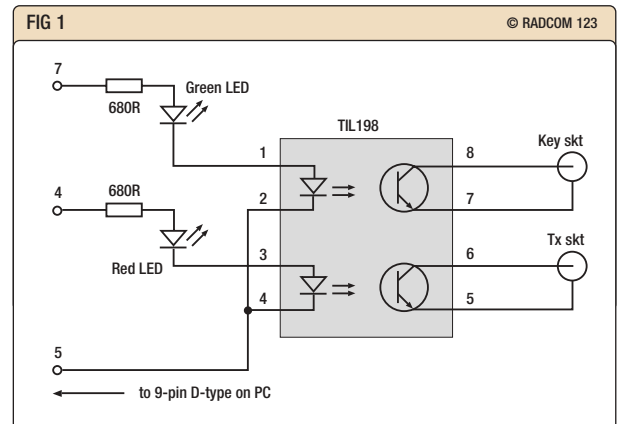 FIG 1
© RADCOM 123
7
680R
Green LED
TIL198
1
8
Key skt
2
7
4
680R
Red LED
3
6
Tx skt
4
5
5
to 9-pin D-type on PC